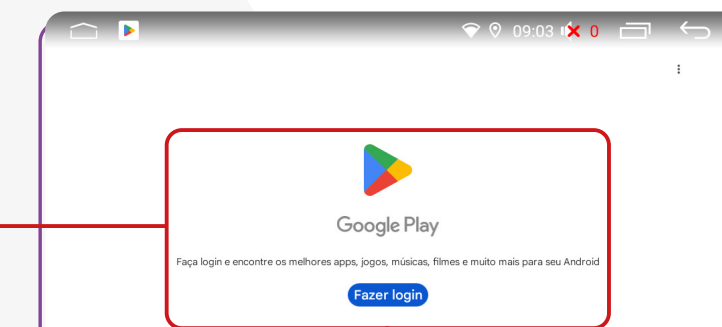 09:03 0
Google Play
Faça login e encontre os melhores apps, jogos, músicas, filmes e muito mais para seu Android
Fazer login